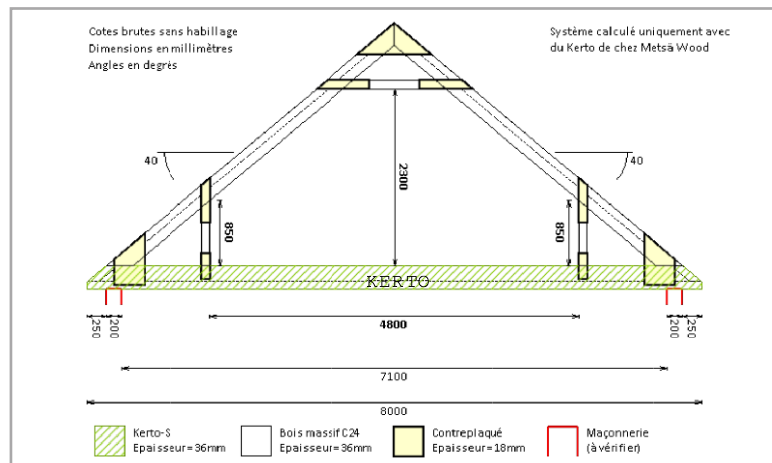 Cotes brutes sans habillage
Dimensions en millimètres
Angles en degrés
Système calculé uniquement avec
du Kerto de chez Metsä Wood
40
40
2300
850
850
KERTO
250
200
4800
200
250
7100
8000
Kerto-S
Epaisseur=36mm
Bois massif C24
Epaisseur=36mm
Contreplaqué
Epaisseur=18mm
Maçonnerie
(à vérifier)